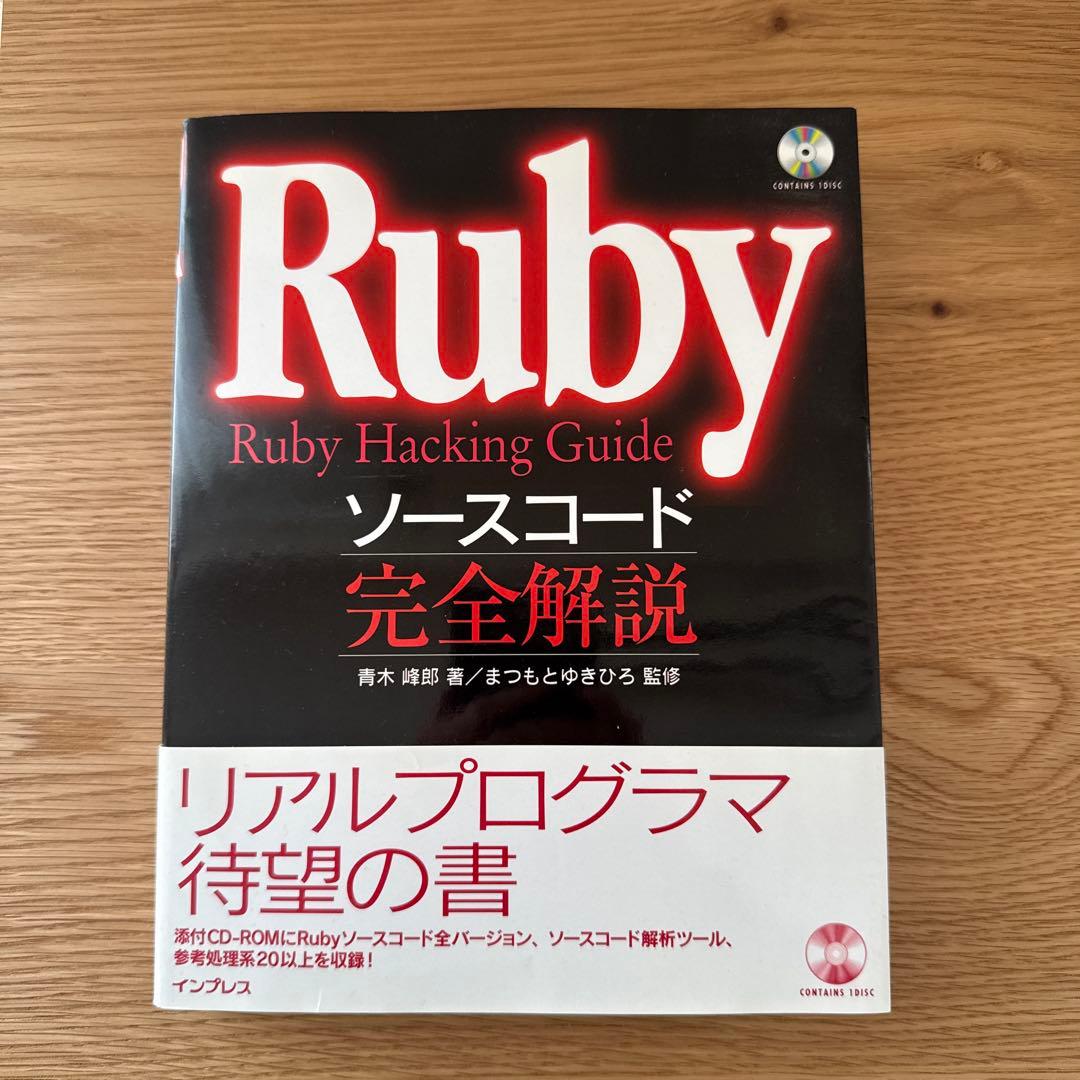 Ruby
CONTAINS 1DISC
Ruby Hacking Guide
ソースコード
完全解説
青木 峰郎 著／まつもとゆきひろ 監修
リアルプログラマ
待望の書
添付CD-ROMにRubyソースコード全バージョン、ソースコード解析ツール、
参考処理系20以上を収録！
インプレス
CONTAINS 1DISC